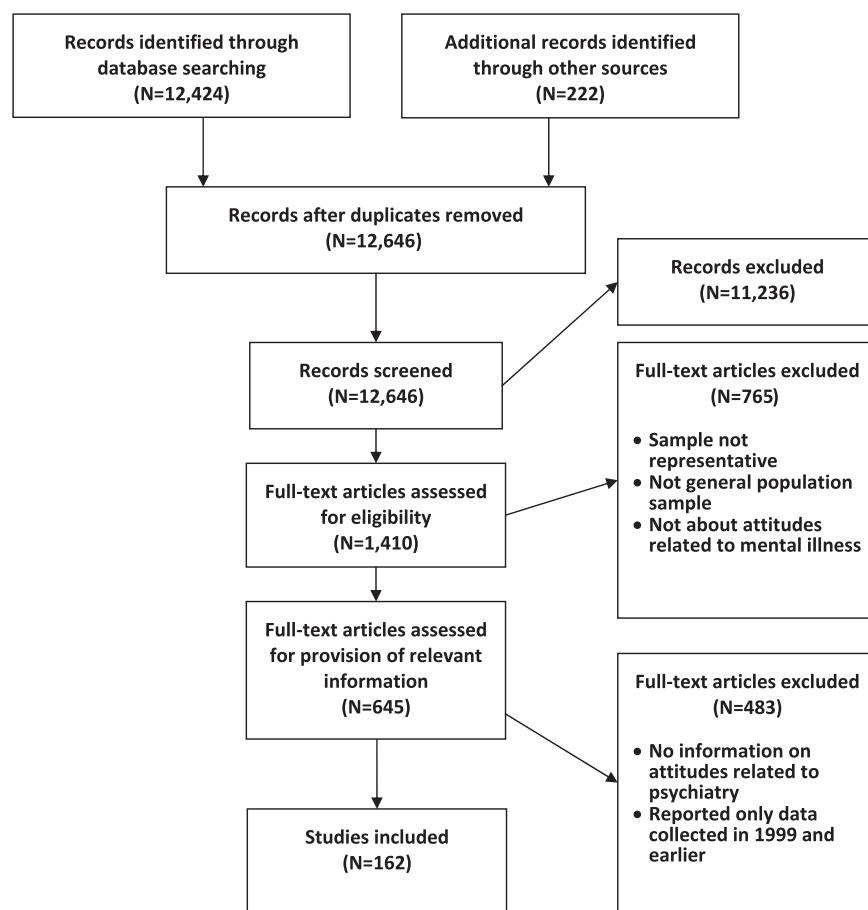 Records identified through
database searching
(N=12,424)
Additional records identified
through other sources
(N=222)
Records after duplicates removed
(N=12,646)
Records excluded
(N=11,236)
Records screened
(N=12,646)
Full-text articles excluded
(N=765)
• Sample not
representative
• Not general population
sample
• Not about attitudes
related to mental illness
Full-text articles assessed
for eligibility
(N=1,410)
Full-text articles assessed
for provision of relevant
information
(N=645)
Full-text articles excluded
(N=483)
• No information on
attitudes related to
psychiatry
• Reported only data
collected in 1999 and
earlier
Studies included
(N=162)